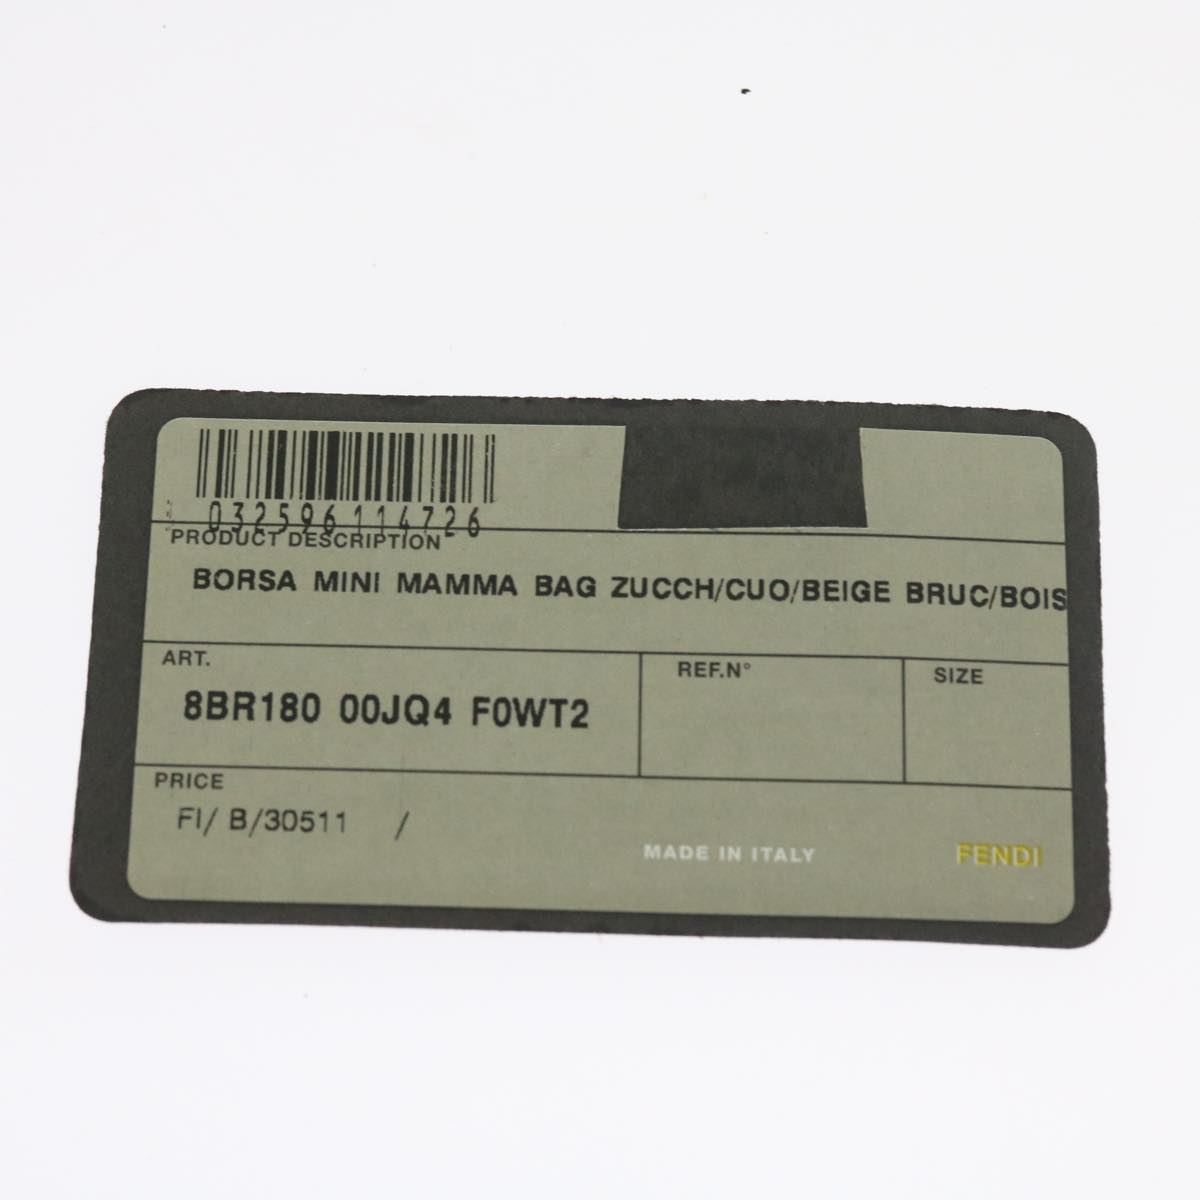 032596114726
PRODUCT DESCRIPTION
BORSA MINI MAMMA BAG ZUCCH/CUO/BEIGE BRUC/BOIS
ART.
8BR180 00JQ4 F0WT2
REF.N°
SIZE
PRICE
FI/ B/30511 /
MADE IN ITALY
FENDI